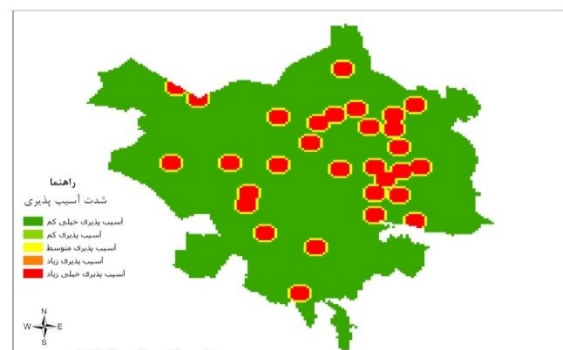 راهنما
شدت آسیب پذیری
آسیب پذیری خیلی کم
آسیب پذیری کم
آسیب پذیری متوسط
آسیب پذیری زیاد
آسیب پذیری خیلی زیاد
N
W E
S